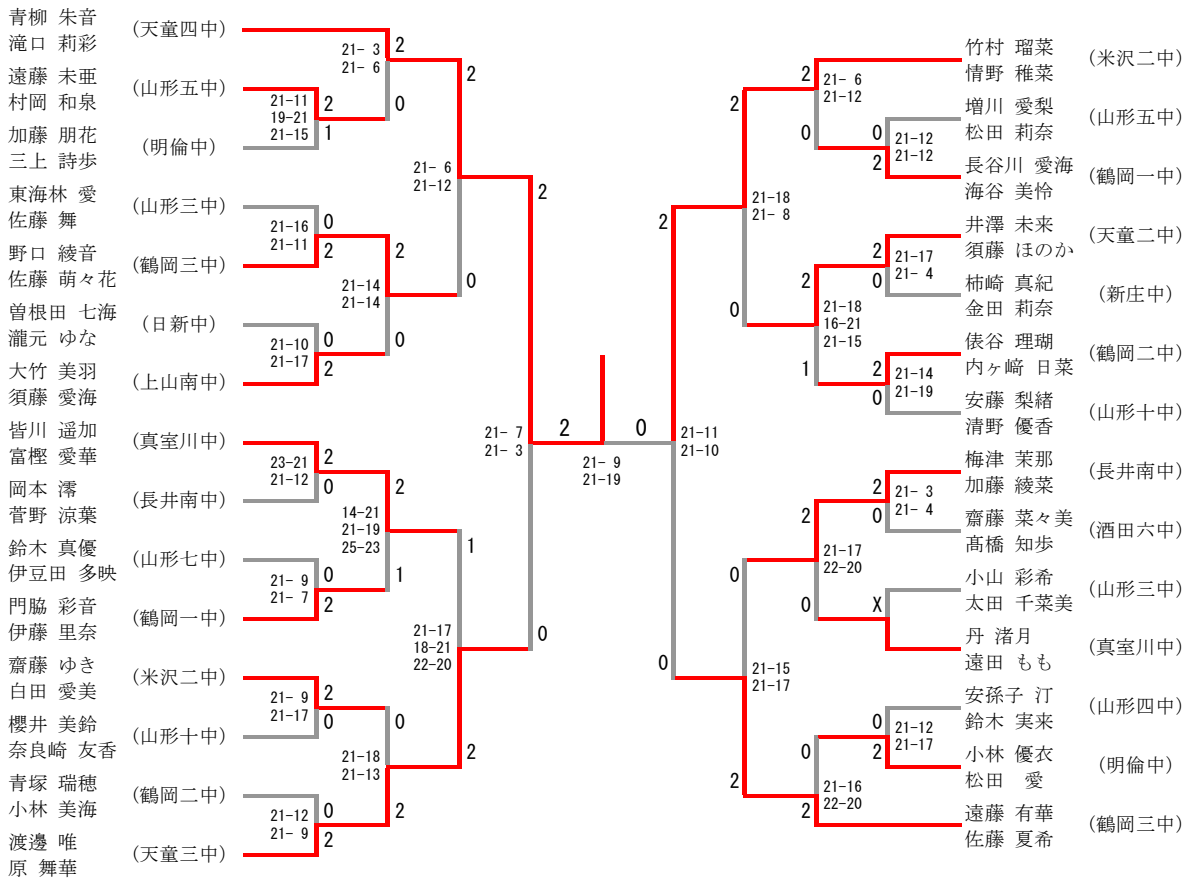 青柳 朱音
滝口 莉彩
(天童四中)
遠藤 未亜
村岡 和泉
(山形五中)
加藤 朋花
三上 詩歩
(明倫中)
東海林 愛
佐藤 舞
(山形三中)
野口 綾音
佐藤 萌々花
(鶴岡三中)
曽根田 七海
瀧元 ゆな
(日新中)
大竹 美羽
須藤 愛海
(上山南中)
皆川 遥加
富樫 愛華
(真室川中)
岡本 澪
菅野 涼葉
(長井南中)
鈴木 真優
伊豆田 多映
(山形七中)
門脇 彩音
伊藤 里奈
(鶴岡一中)
齋藤 ゆき
白田 愛美
(米沢二中)
櫻井 美鈴
奈良崎 友香
(山形十中)
青塚 瑞穂
小林 美海
(鶴岡二中)
渡邊 唯
原 舞華
(天童三中)
21-11
19-21
21-15
2
1
21-16
21-11
0
2
21-10
21-17
0
2
23-21
21-12
2
0
21- 9
21- 7
0
2
21- 9
21-17
2
0
21-12
21- 9
0
2
21- 3
21- 6
2
0
21-14
21-14
2
0
14-21
21-19
25-23
2
1
21-18
21-13
0
2
21- 6
21-12
2
0
21-17
18-21
22-20
1
2
21- 7
21- 3
2
0
2
0
21- 9
21-19
21-11
21-10
2
0
21-18
21- 8
2
0
21-15
21-17
0
2
21- 6
21-12
2
0
21-18
16-21
21-15
2
1
21-17
22-20
2
0
21-16
22-20
0
2
21-12
21-12
0
2
21-17
21- 4
2
0
21-14
21-19
2
0
21- 3
21- 4
2
0
X
21-12
21-17
0
2
竹村 瑠菜
情野 稚菜
(米沢二中)
増川 愛梨
松田 莉奈
(山形五中)
長谷川 愛海
海谷 美怜
(鶴岡一中)
井澤 未来
須藤 ほのか
(天童二中)
柿崎 真紀
金田 莉奈
(新庄中)
俵谷 理瑚
内ヶ﨑 日菜
(鶴岡二中)
安藤 梨緒
清野 優香
(山形十中)
梅津 茉那
加藤 綾菜
(長井南中)
齋藤 菜々美
髙橋 知歩
(酒田六中)
小山 彩希
太田 千菜美
(山形三中)
丹 渚月
遠田 もも
(真室川中)
安孫子 汀
鈴木 実来
(山形四中)
小林 優衣
松田 愛
(明倫中)
遠藤 有華
佐藤 夏希
(鶴岡三中)